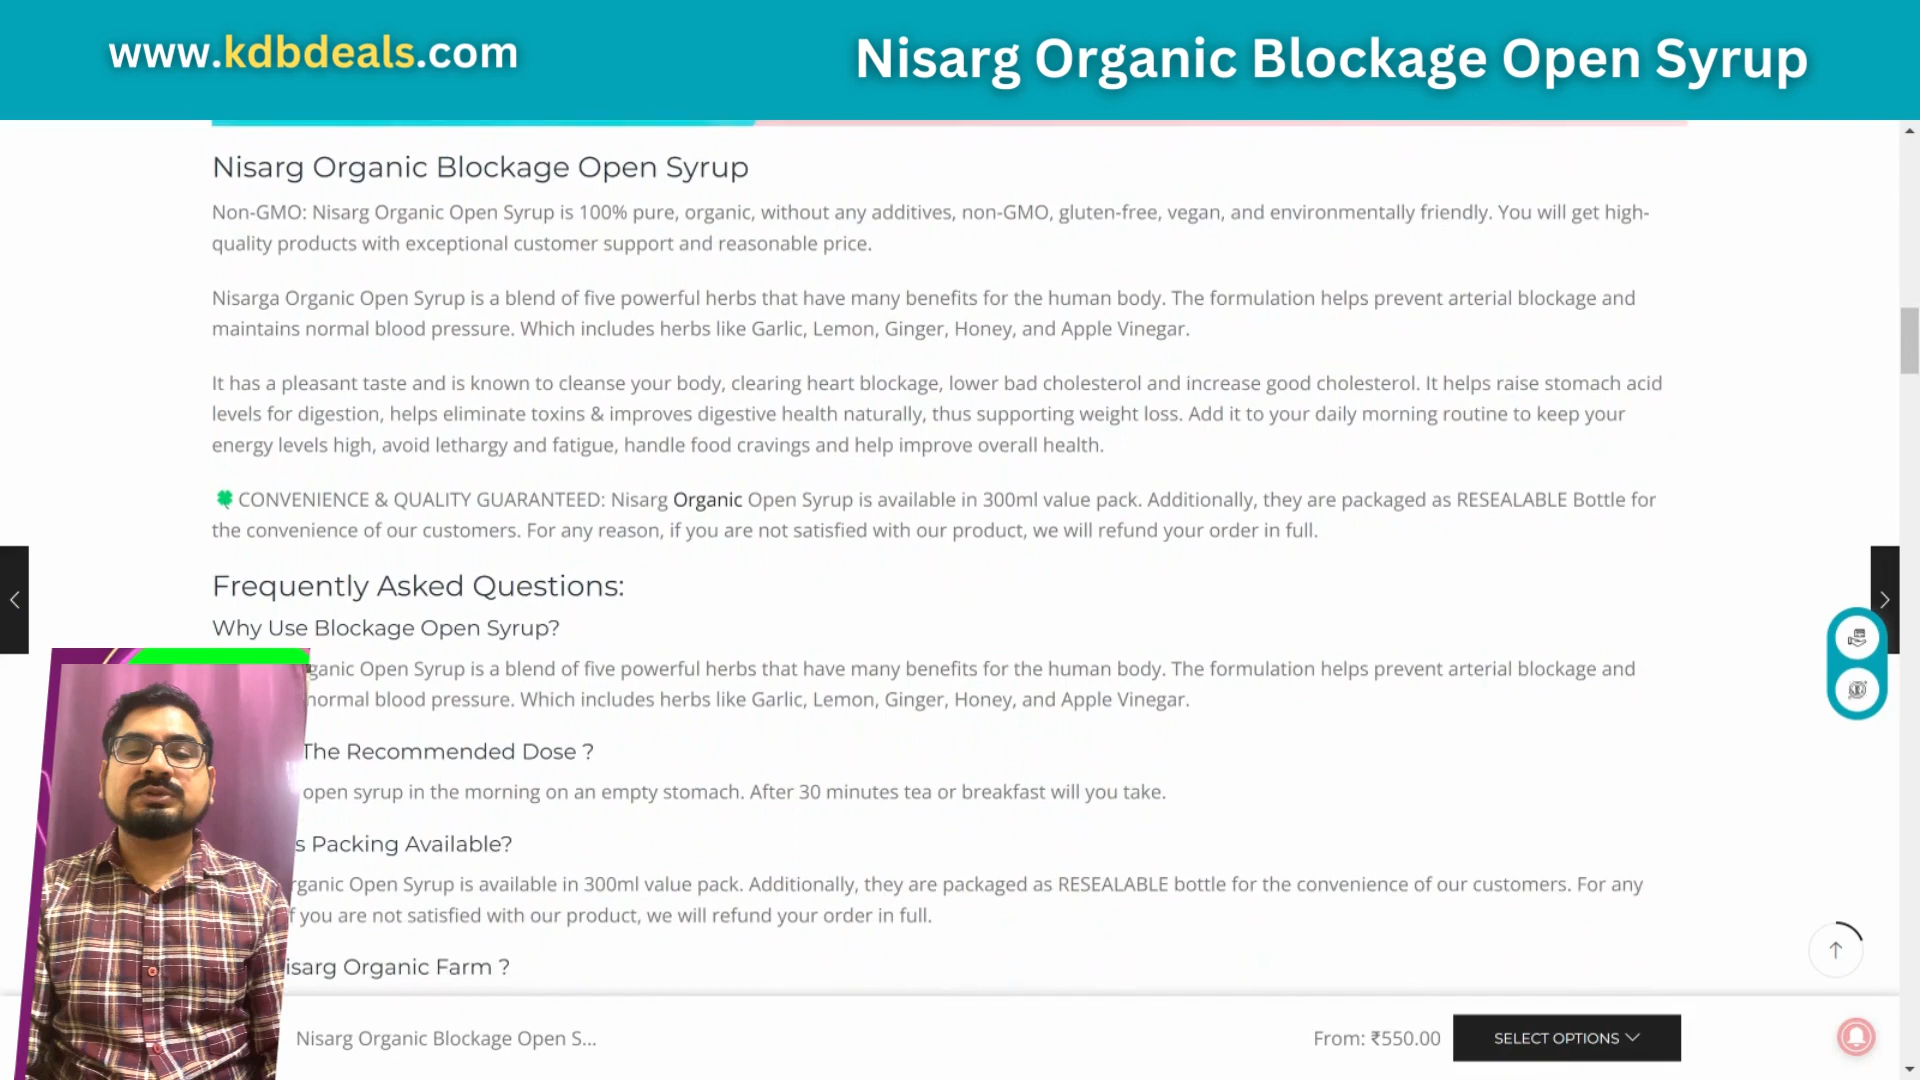 www.kdbdeals.com
Nisarg Organic Blockage Open Syrup
Nisarg Organic Blockage Open Syrup
Non-GMO: Nisarg Organic Open Syrup is 100% pure, organic, without any additives, non-GMO, gluten-free, vegan, and environmentally friendly. You will get high-
quality products with exceptional customer support and reasonable price.
Nisarga Organic Open Syrup is a blend of five powerful herbs that have many benefits for the human body. The formulation helps prevent arterial blockage and
maintains normal blood pressure. Which includes herbs like Garlic, Lemon, Ginger, Honey, and Apple Vinegar.
It has a pleasant taste and is known to cleanse your body, clearing heart blockage, lower bad cholesterol and increase good cholesterol. It helps raise stomach acid
levels for digestion, helps eliminate toxins & improves digestive health naturally, thus supporting weight loss. Add it to your daily morning routine to keep your
energy levels high, avoid lethargy and fatigue, handle food cravings and help improve overall health.
CONVENIENCE & QUALITY GUARANTEED: Nisarg Organic Open Syrup is available in 300ml value pack. Additionally, they are packaged as RESEALABLE Bottle for
the convenience of our customers. For any reason, if you are not satisfied with our product, we will refund your order in full.
Frequently Asked Questions:
Why Use Blockage Open Syrup?
ganic Open Syrup is a blend of five powerful herbs that have many benefits for the human body. The formulation helps prevent arterial blockage and
normal blood pressure. Which includes herbs like Garlic, Lemon, Ginger, Honey, and Apple Vinegar.
The Recommended Dose ?
open syrup in the morning on an empty stomach. After 30 minutes tea or breakfast will you take.
s Packing Available?
rganic Open Syrup is available in 300ml value pack. Additionally, they are packaged as RESEALABLE bottle for the convenience of our customers. For any
f you are not satisfied with our product, we will refund your order in full.
isarg Organic Farm ?
Nisarg Organic Blockage Open S...
From: ₹550.00
SELECT OPTIONS